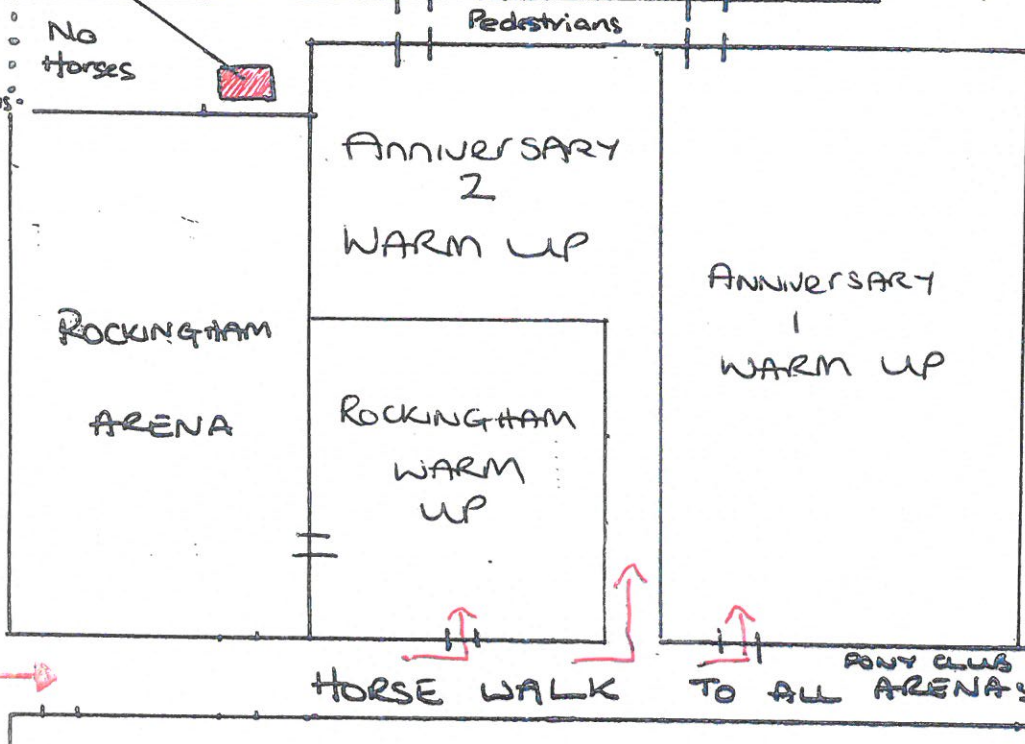 Pedestrians
No
Horses
Anniversary
2
WARM UP
ANNIVERSARY
1
WARM UP
ROCKINGHAM
ARENA
ROCKINGHAM
WARM
UP
PONY CLUB
HORSE WALK TO ALL ARENAS